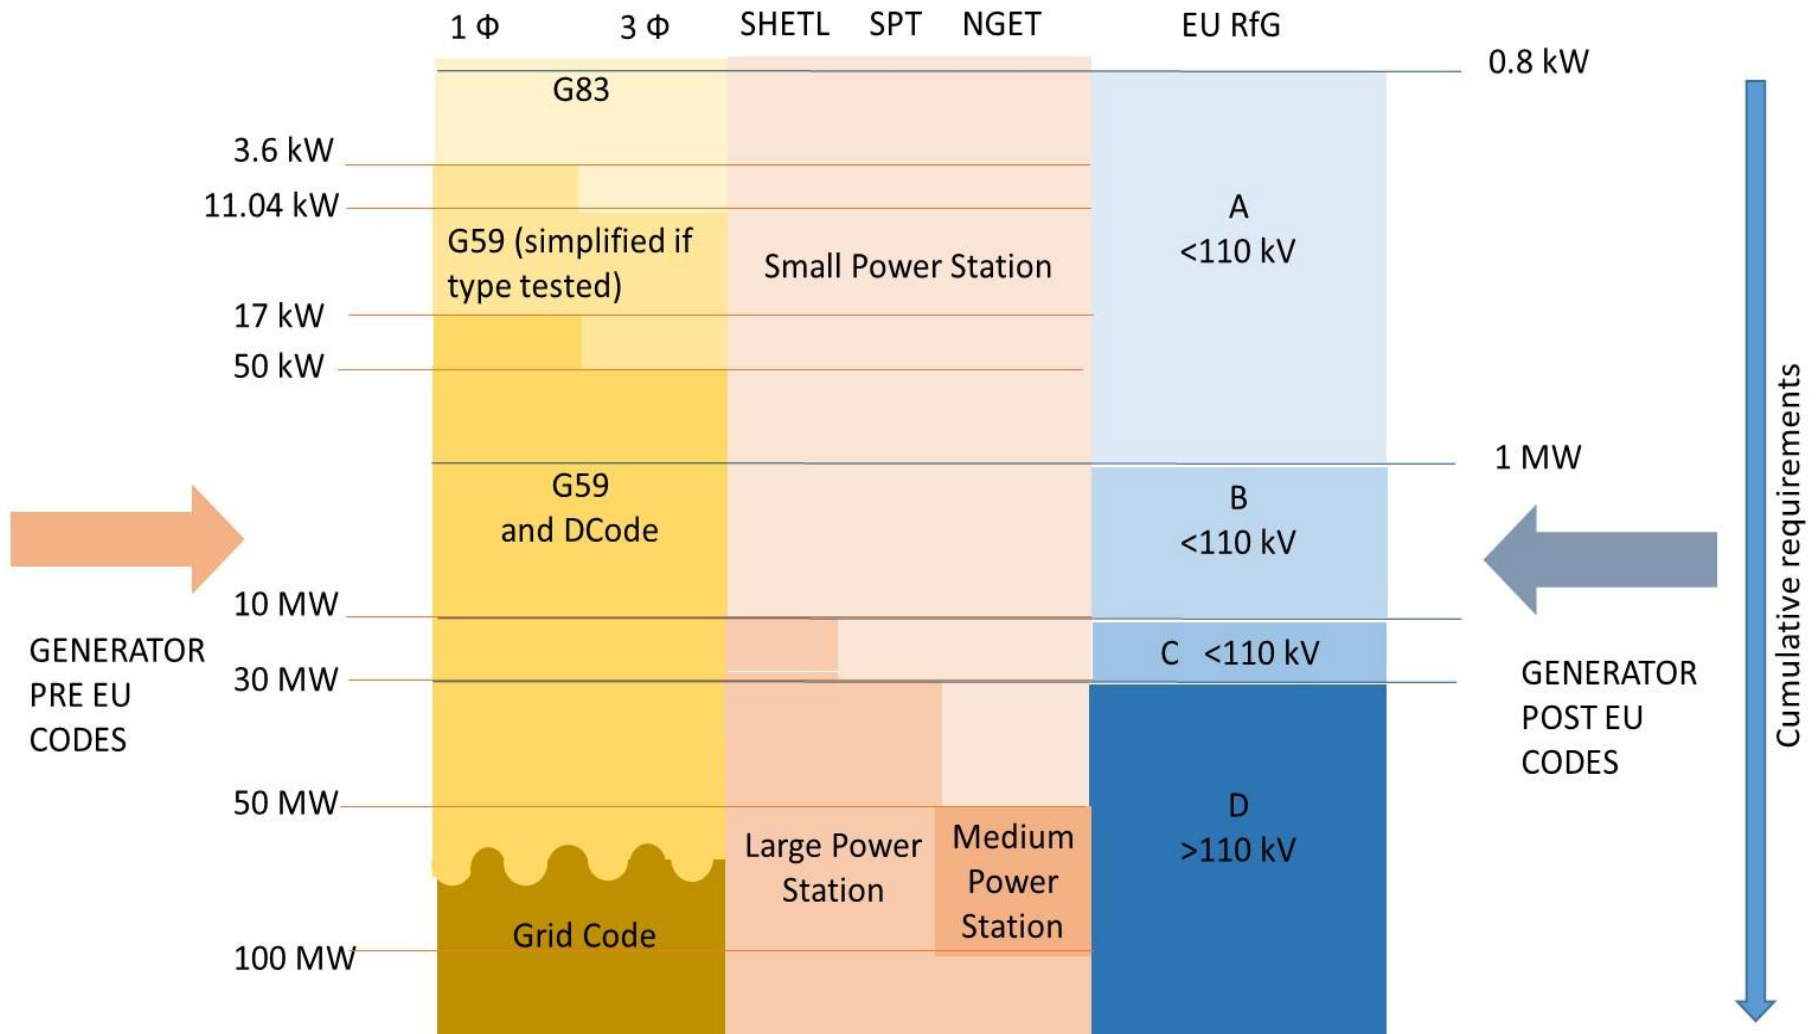 1 Φ
3 Φ
SHETL
SPT
NGET
EU RfG
0.8 kW
G83
3.6 kW
11.04 kW
A
<110 kV
G59 (simplified if
type tested)
Small Power Station
17 kW
50 kW
Cumulative requirements
1 MW
G59
and DCode
B
<110 kV
10 MW
GENERATOR
PRE EU
CODES
C <110 kV
30 MW
GENERATOR
POST EU
CODES
50 MW
D
>110 kV
Large Power
Station
Medium
Power
Station
Grid Code
100 MW